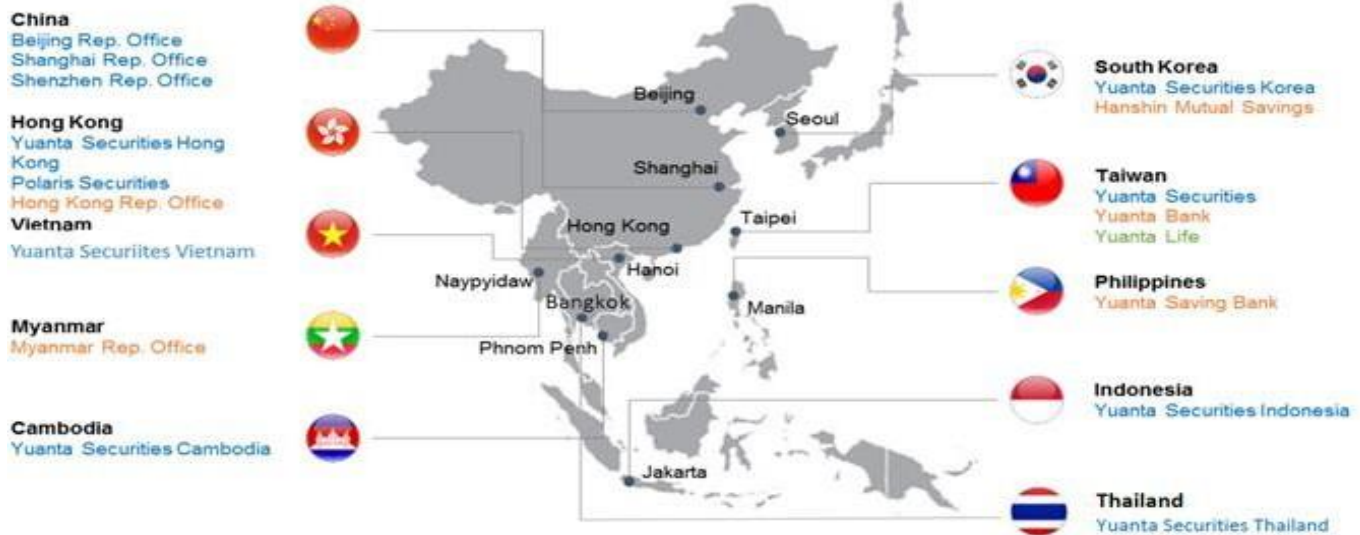 China
Beijing Rep. Office
Shanghai Rep. Office
Shenzhen Rep. Office
Hong Kong
Yuanta Securities Hong
Kong
Polaris Securities
Hong Kong Rep. Office
Vietnam
Yuanta Securiites Vietnam
Myanmar
Myanmar Rep. Office
Cambodia
Yuanta Securities Cambodia
Beijing
Seoul
Shanghai
Taipei
Hong Kong
Hanoi
Naypyidaw
Bangkok
Manila
Phnom Penh
Jakarta
South Korea
Yuanta Securities Korea
Hanshin Mutual Savings
Taiwan
Yuanta Securities
Yuanta Bank
Yuanta Life
Philippines
Yuanta Saving Bank
Indonesia
Yuanta Securities Indonesia
Thailand
Yuanta Securities Thailand